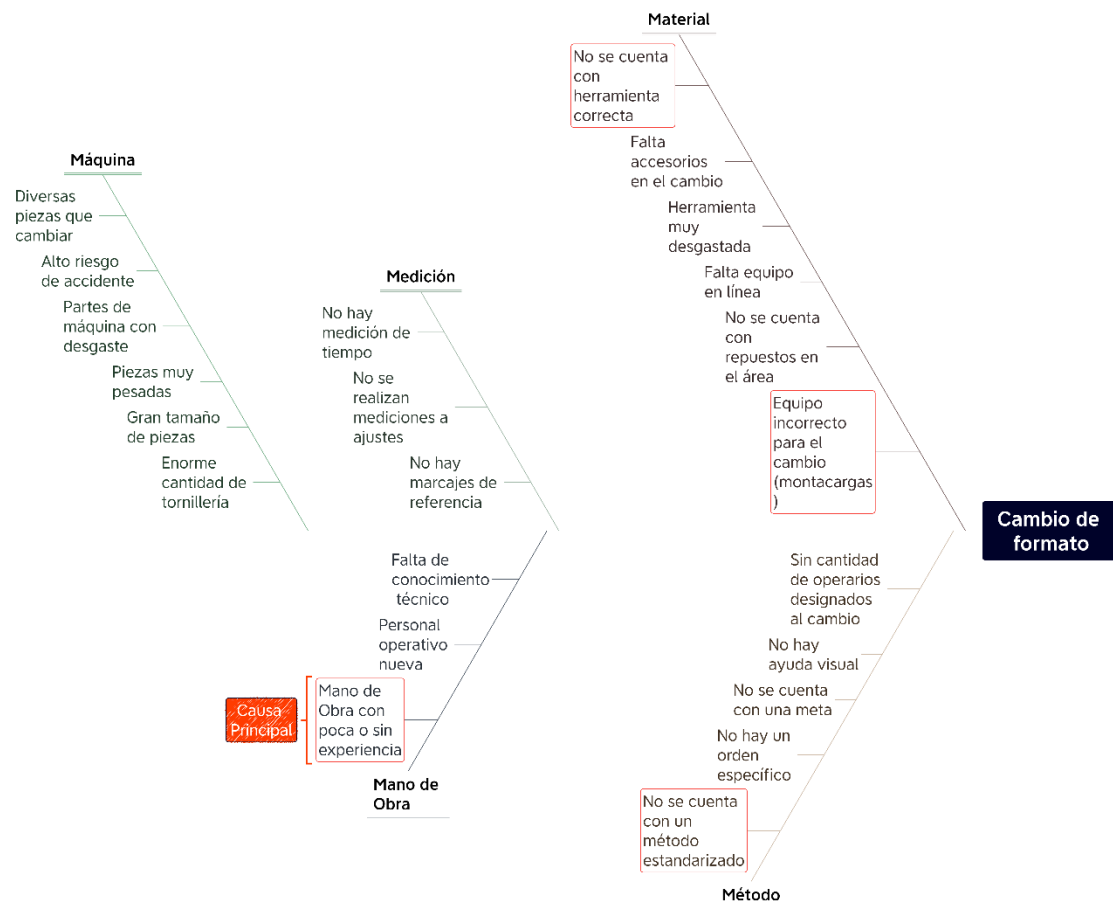 Material
No se cuenta
con
herramienta
correcta
Falta
accesorios
en el cambio
Herramienta
muy
desgastada
Falta equipo
en línea
No se cuenta
con
repuestos en
el área
Equipo
incorrecto
para el
cambio
(montacargas
)
Máquina
Diversas
piezas que
cambiar
Alto riesgo
de accidente
Partes de
máquina con
desgaste
Piezas muy
pesadas
Gran tamaño
de piezas
Enorme
cantidad de
tornillería
Medición
No hay
medición de
tiempo
No se
realizan
mediciones a
ajustes
No hay
marcajes de
referencia
Cambio de
formato
Falta de
conocimiento
técnico
Personal
operativo
nueva
Causa
Principal
Mano de
Obra con
poca o sin
experiencia
Mano de
Obra
Sin cantidad
de operarios
designados
al cambio
No hay
ayuda visual
No se cuenta
con una meta
No hay un
orden
específico
No se cuenta
con un
método
estandarizado
Método